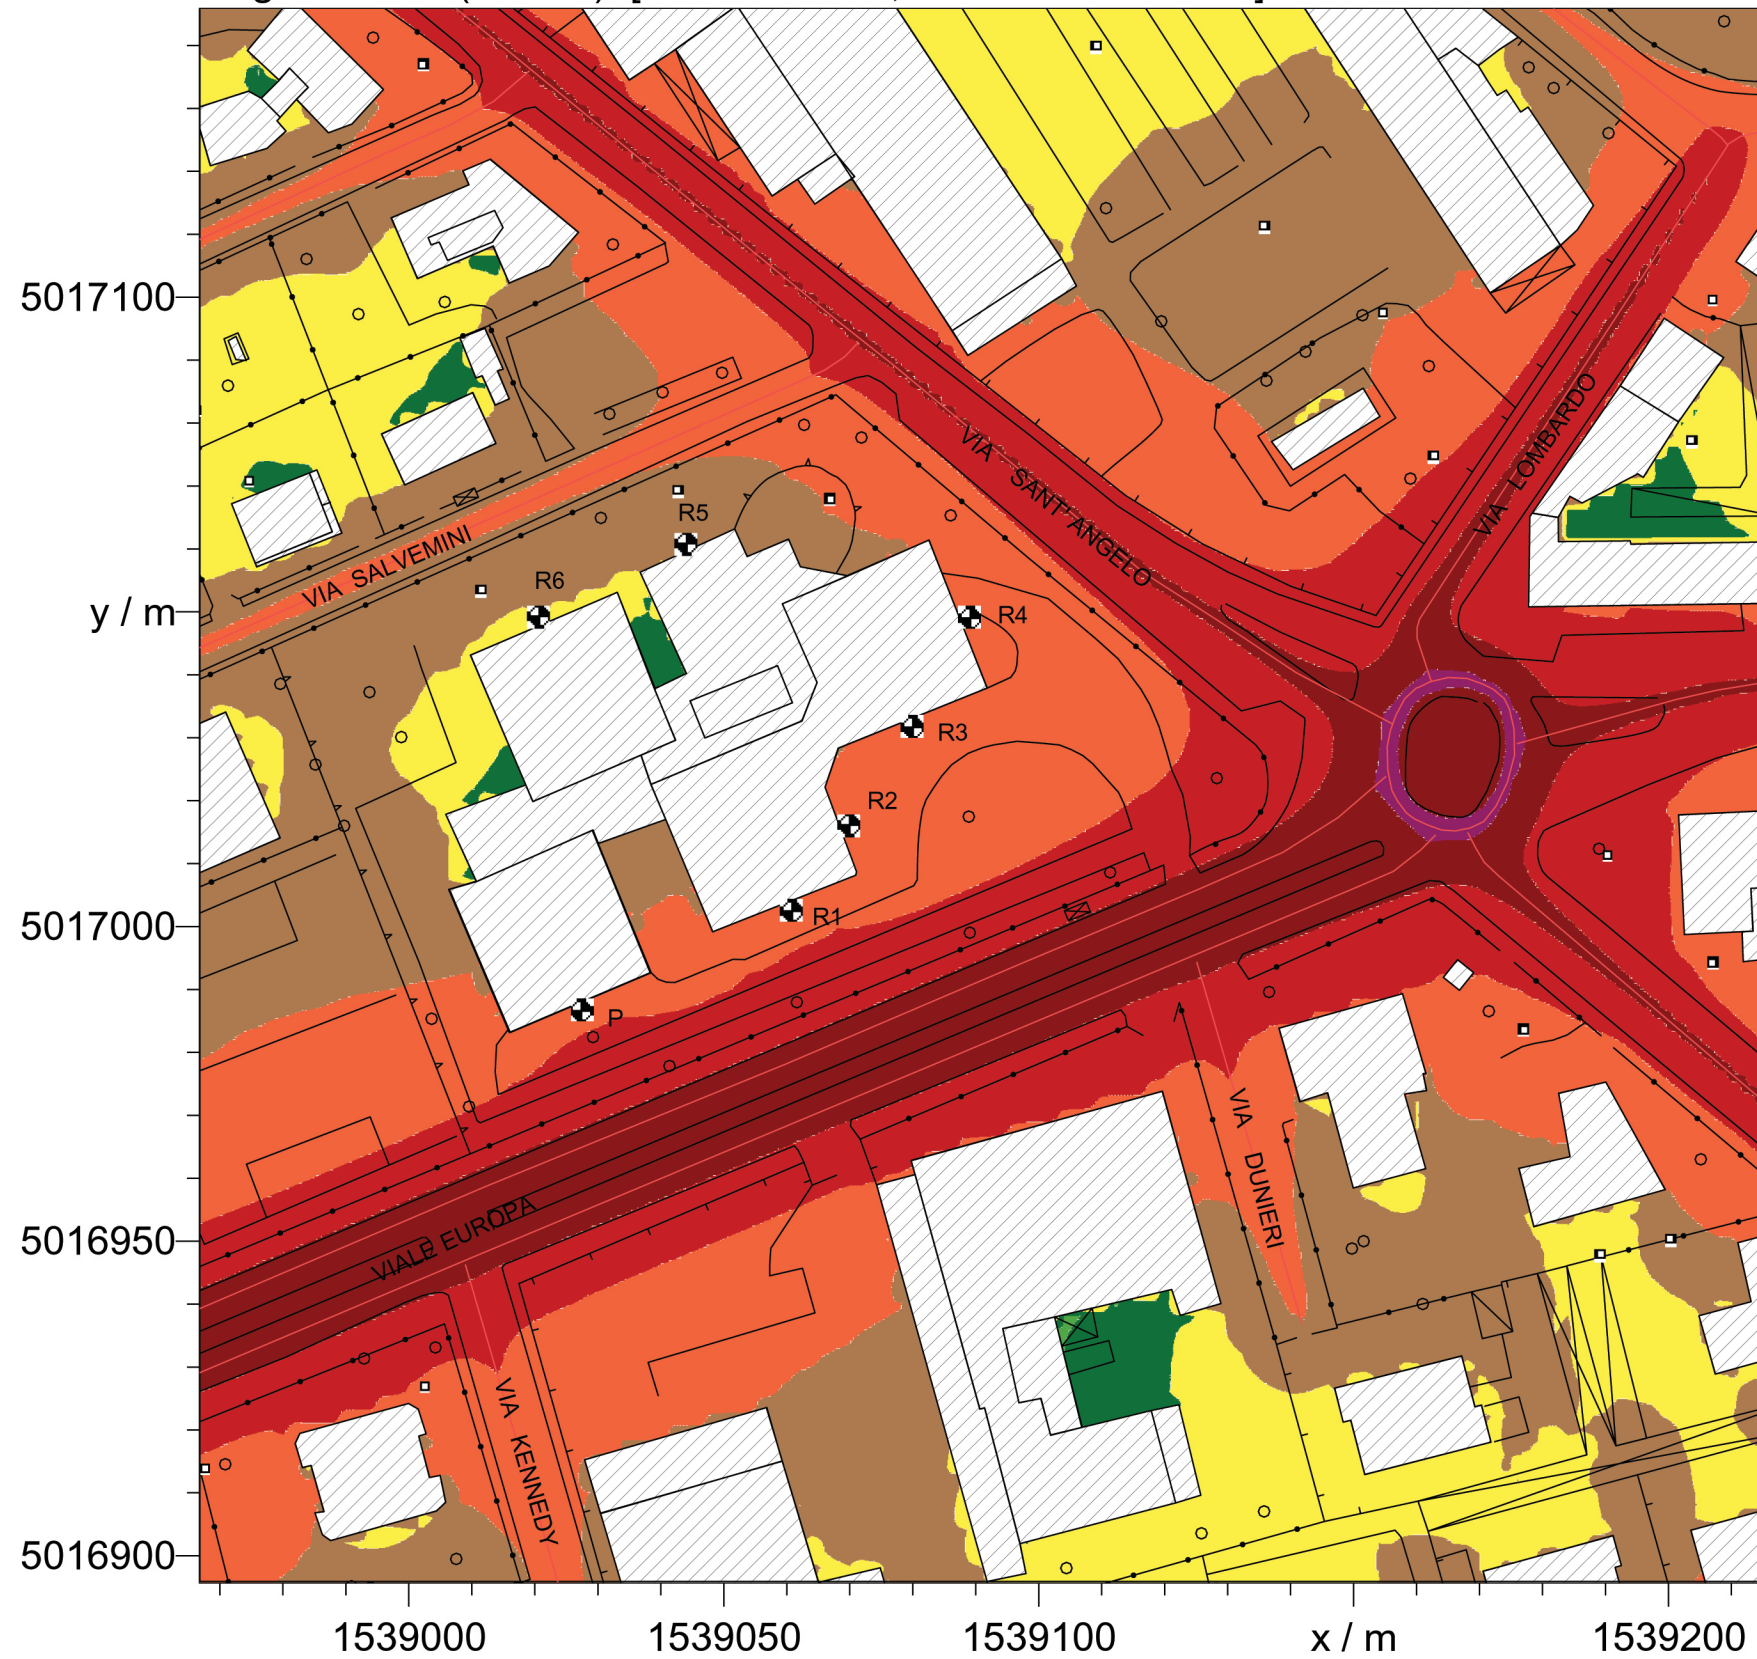 VIA SANT'ANGELO
VIA LOMBARDO
5017100
R5
VIA SALVEMINI
R6
y / m
R4
R3
R2
R1
5017000
P
VIA DUNIERI
VIALE EUROPA
5016950
VIA KENNEDY
5016900
1539000
1539050
1539100
x / m
1539200